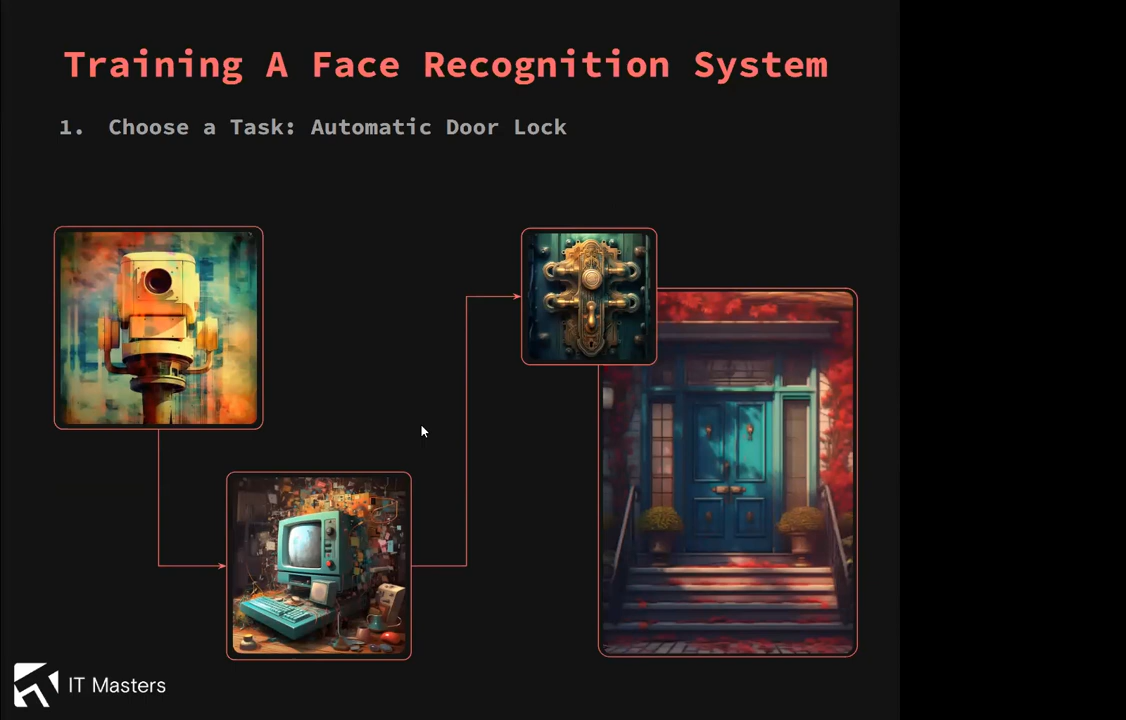 Training A Face Recognition System
1. Choose a Task: Automatic Door Lock
IT Masters